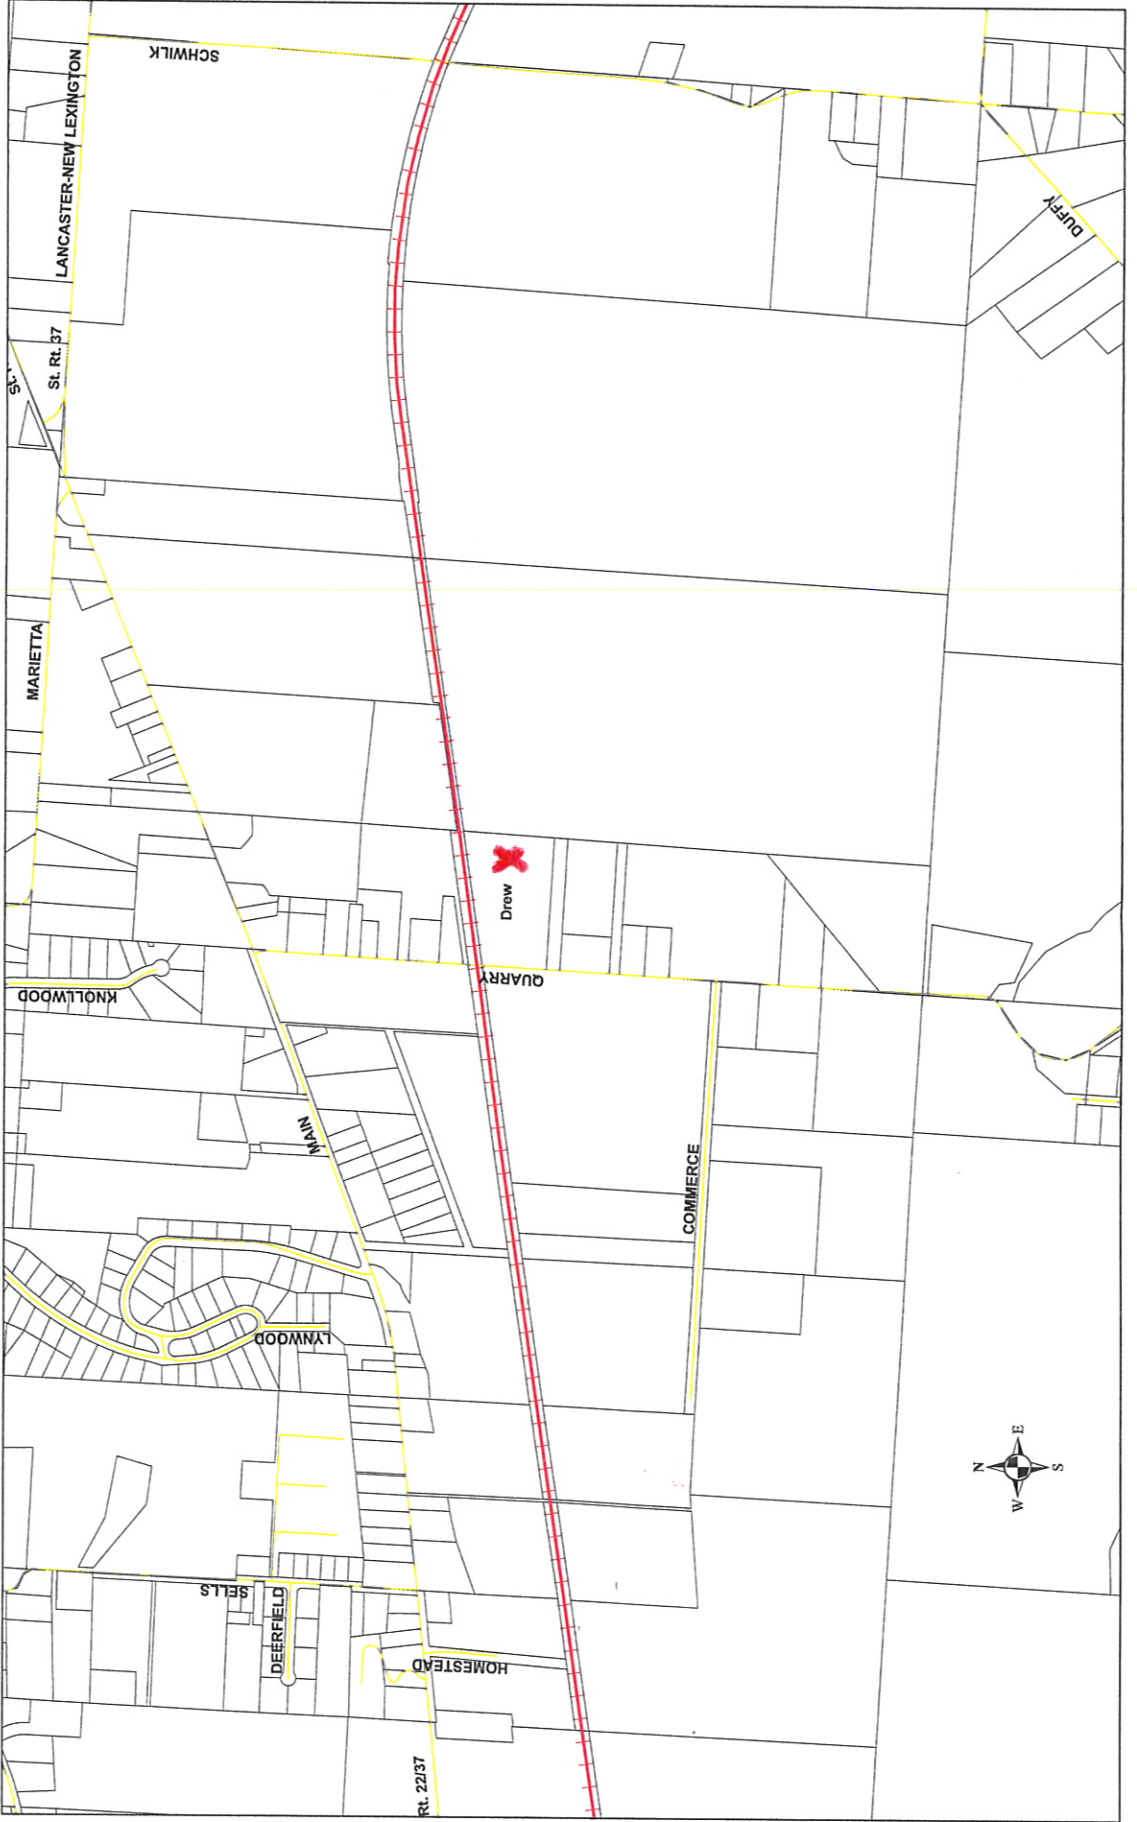 SCHWILK
LANCASTER-NEW LEXINGTON
DUFFY
St. Rt. 37
St.
MARIETTA
Drew
QUARRY
KNOLLWOOD
MAIN
COMMERCE
LYNWOOD
SELLS
DEERFIELD
HOMESTEAD
Rt. 22/37
N
E
S
W